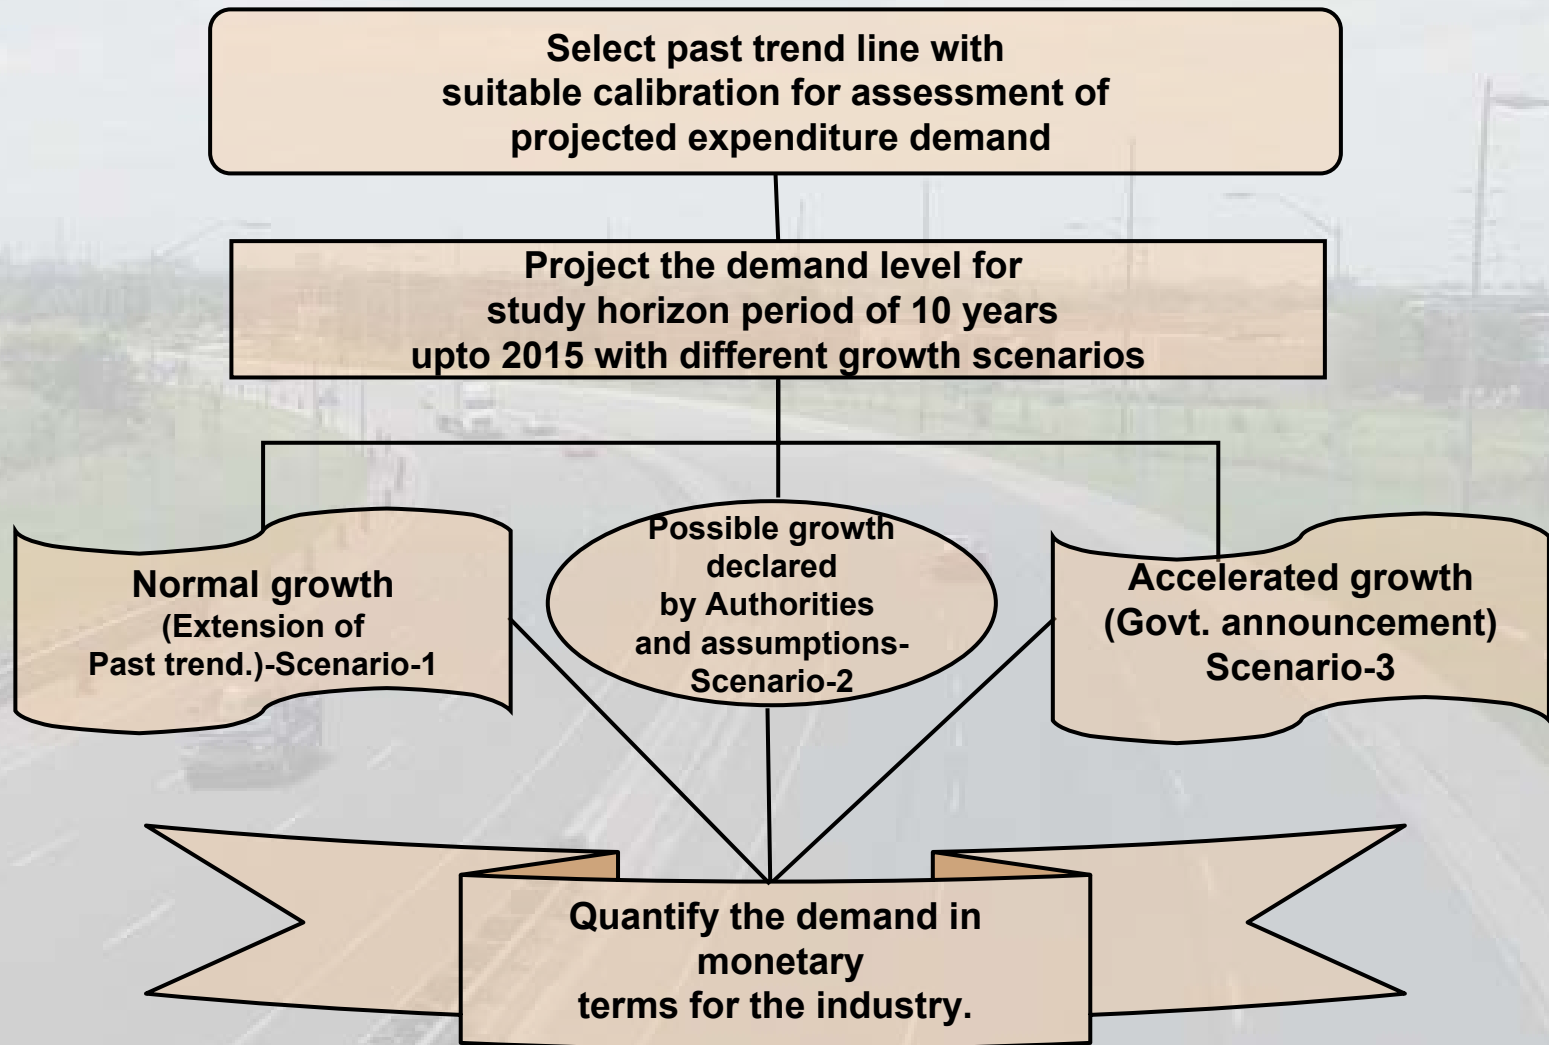 Select past trend line with
suitable calibration for assessment of
projected expenditure demand
Project the demand level for
study horizon period of 10 years
upto 2015 with different growth scenarios
Normal growth
(Extension of
Past trend.)-Scenario-1
Possible growth
declared
by Authorities
and assumptions-
Scenario-2
Accelerated growth
(Govt. announcement)
Scenario-3
Quantify the demand in
monetary
terms for the industry.